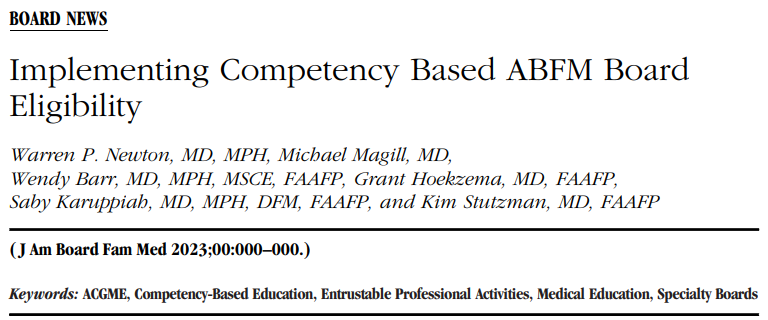 BOARD NEWS
Implementing Competency Based ABFM Board
Eligibility
Warren P. Newton, MD, MPH, Michael Magill, MD,
Wendy Barr, MD, MPH, MSCE, FAAFP, Grant Hoekzema, MD, FAAFP,
Saby Karuppiah, MD, MPH, DFM, FAAFP, and Kim Stutzman, MD, FAAFP
( J Am Board Fam Med 2023;00:000–000.)
Keywords: ACGME, Competency-Based Education, Entrustable Professional Activities, Medical Education, Specialty Boards